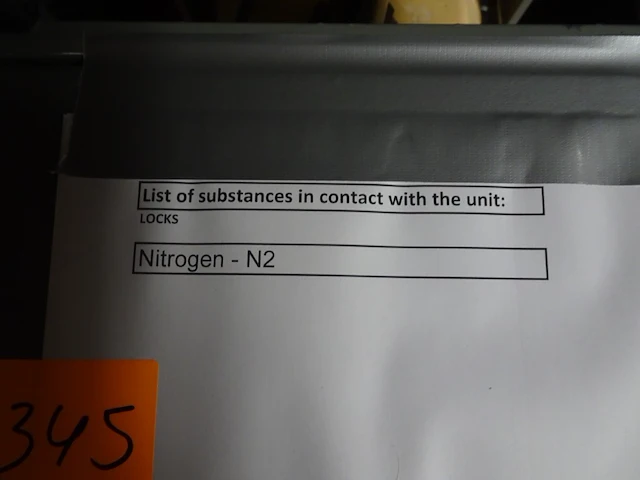 List of substances in contact with the unit:
LOCKS
Nitrogen - N2
345